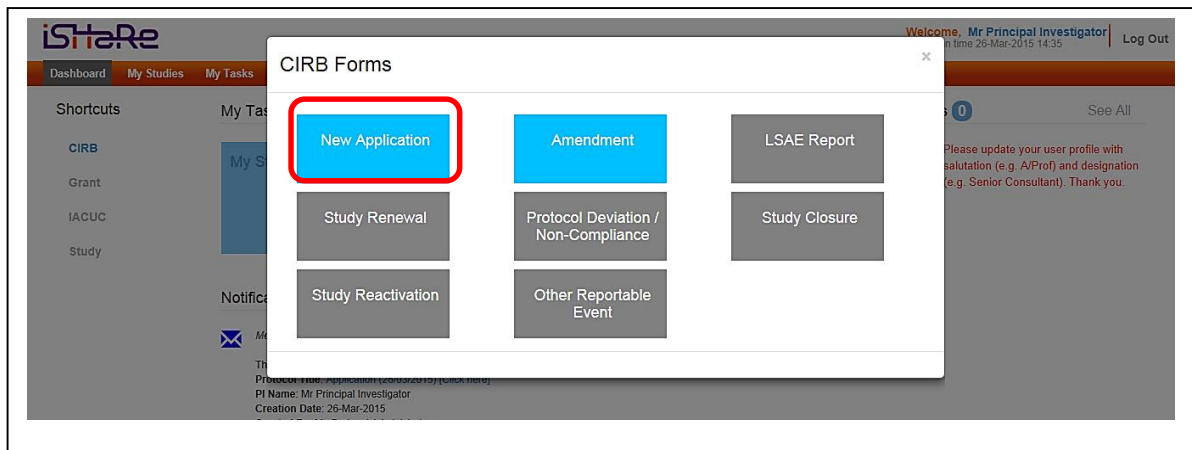 iSHaRe
Welcome, Mr Principal Investigator
n time 26-Mar-2015 14:35
Log Out
Dashboard My Studies My Tasks
CIRB Forms
×
Shortcuts
CIRB
Grant
IACUC
Study
My Tas
My S
New Application
Amendment
LSAE Report
Study Renewal
Protocol Deviation /
Non-Compliance
Study Closure
Study Reactivation
Other Reportable
Event
s 0
See All
Please update your user profile with
salutation (e.g. A/Prof) and designation
(e.g. Senior Consultant). Thank you.
Notifica
Me
Th
Protocol Title: Application (26/03/2015) [Click here]
PI Name: Mr Principal Investigator
Creation Date: 26-Mar-2015